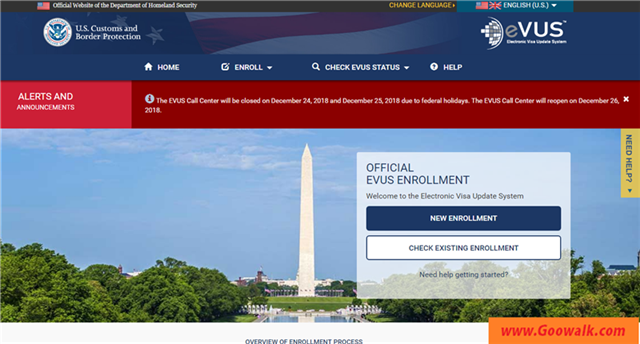 Official Website of the Department of Homeland Security
CHANGE LANGUAGE
ENGLISH (U.S.)
U.S. Customs and
Border Protection
eVUS™
Electronic Visa Update System
HOME
ENROLL
CHECK EVUS STATUS
HELP
ALERTS AND
ANNOUNCEMENTS
The EVUS Call Center will be closed on December 24, 2018 and December 25, 2018 due to federal holidays. The EVUS Call Center will reopen on December 26,
2018.
NEED HELP?
OFFICIAL
EVUS ENROLLMENT
Welcome to the Electronic Visa Update System
NEW ENROLLMENT
CHECK EXISTING ENROLLMENT
Need help getting started?
www.Goowalk.com
OVERVIEW OF ENROLLMENT PROCESS